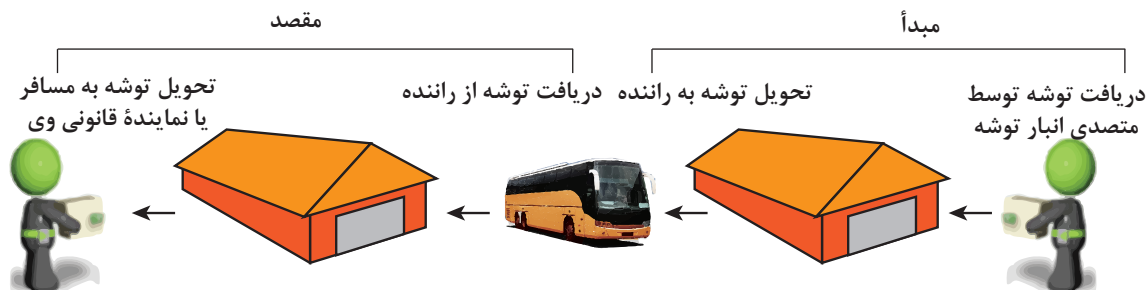 مبدأ
مقصد
دریافت توشه توسط
متصدی انبار توشه
تحویل توشه به راننده
دریافت توشه از راننده
تحویل توشه به مسافر
یا نمایندهٔ قانونی وی